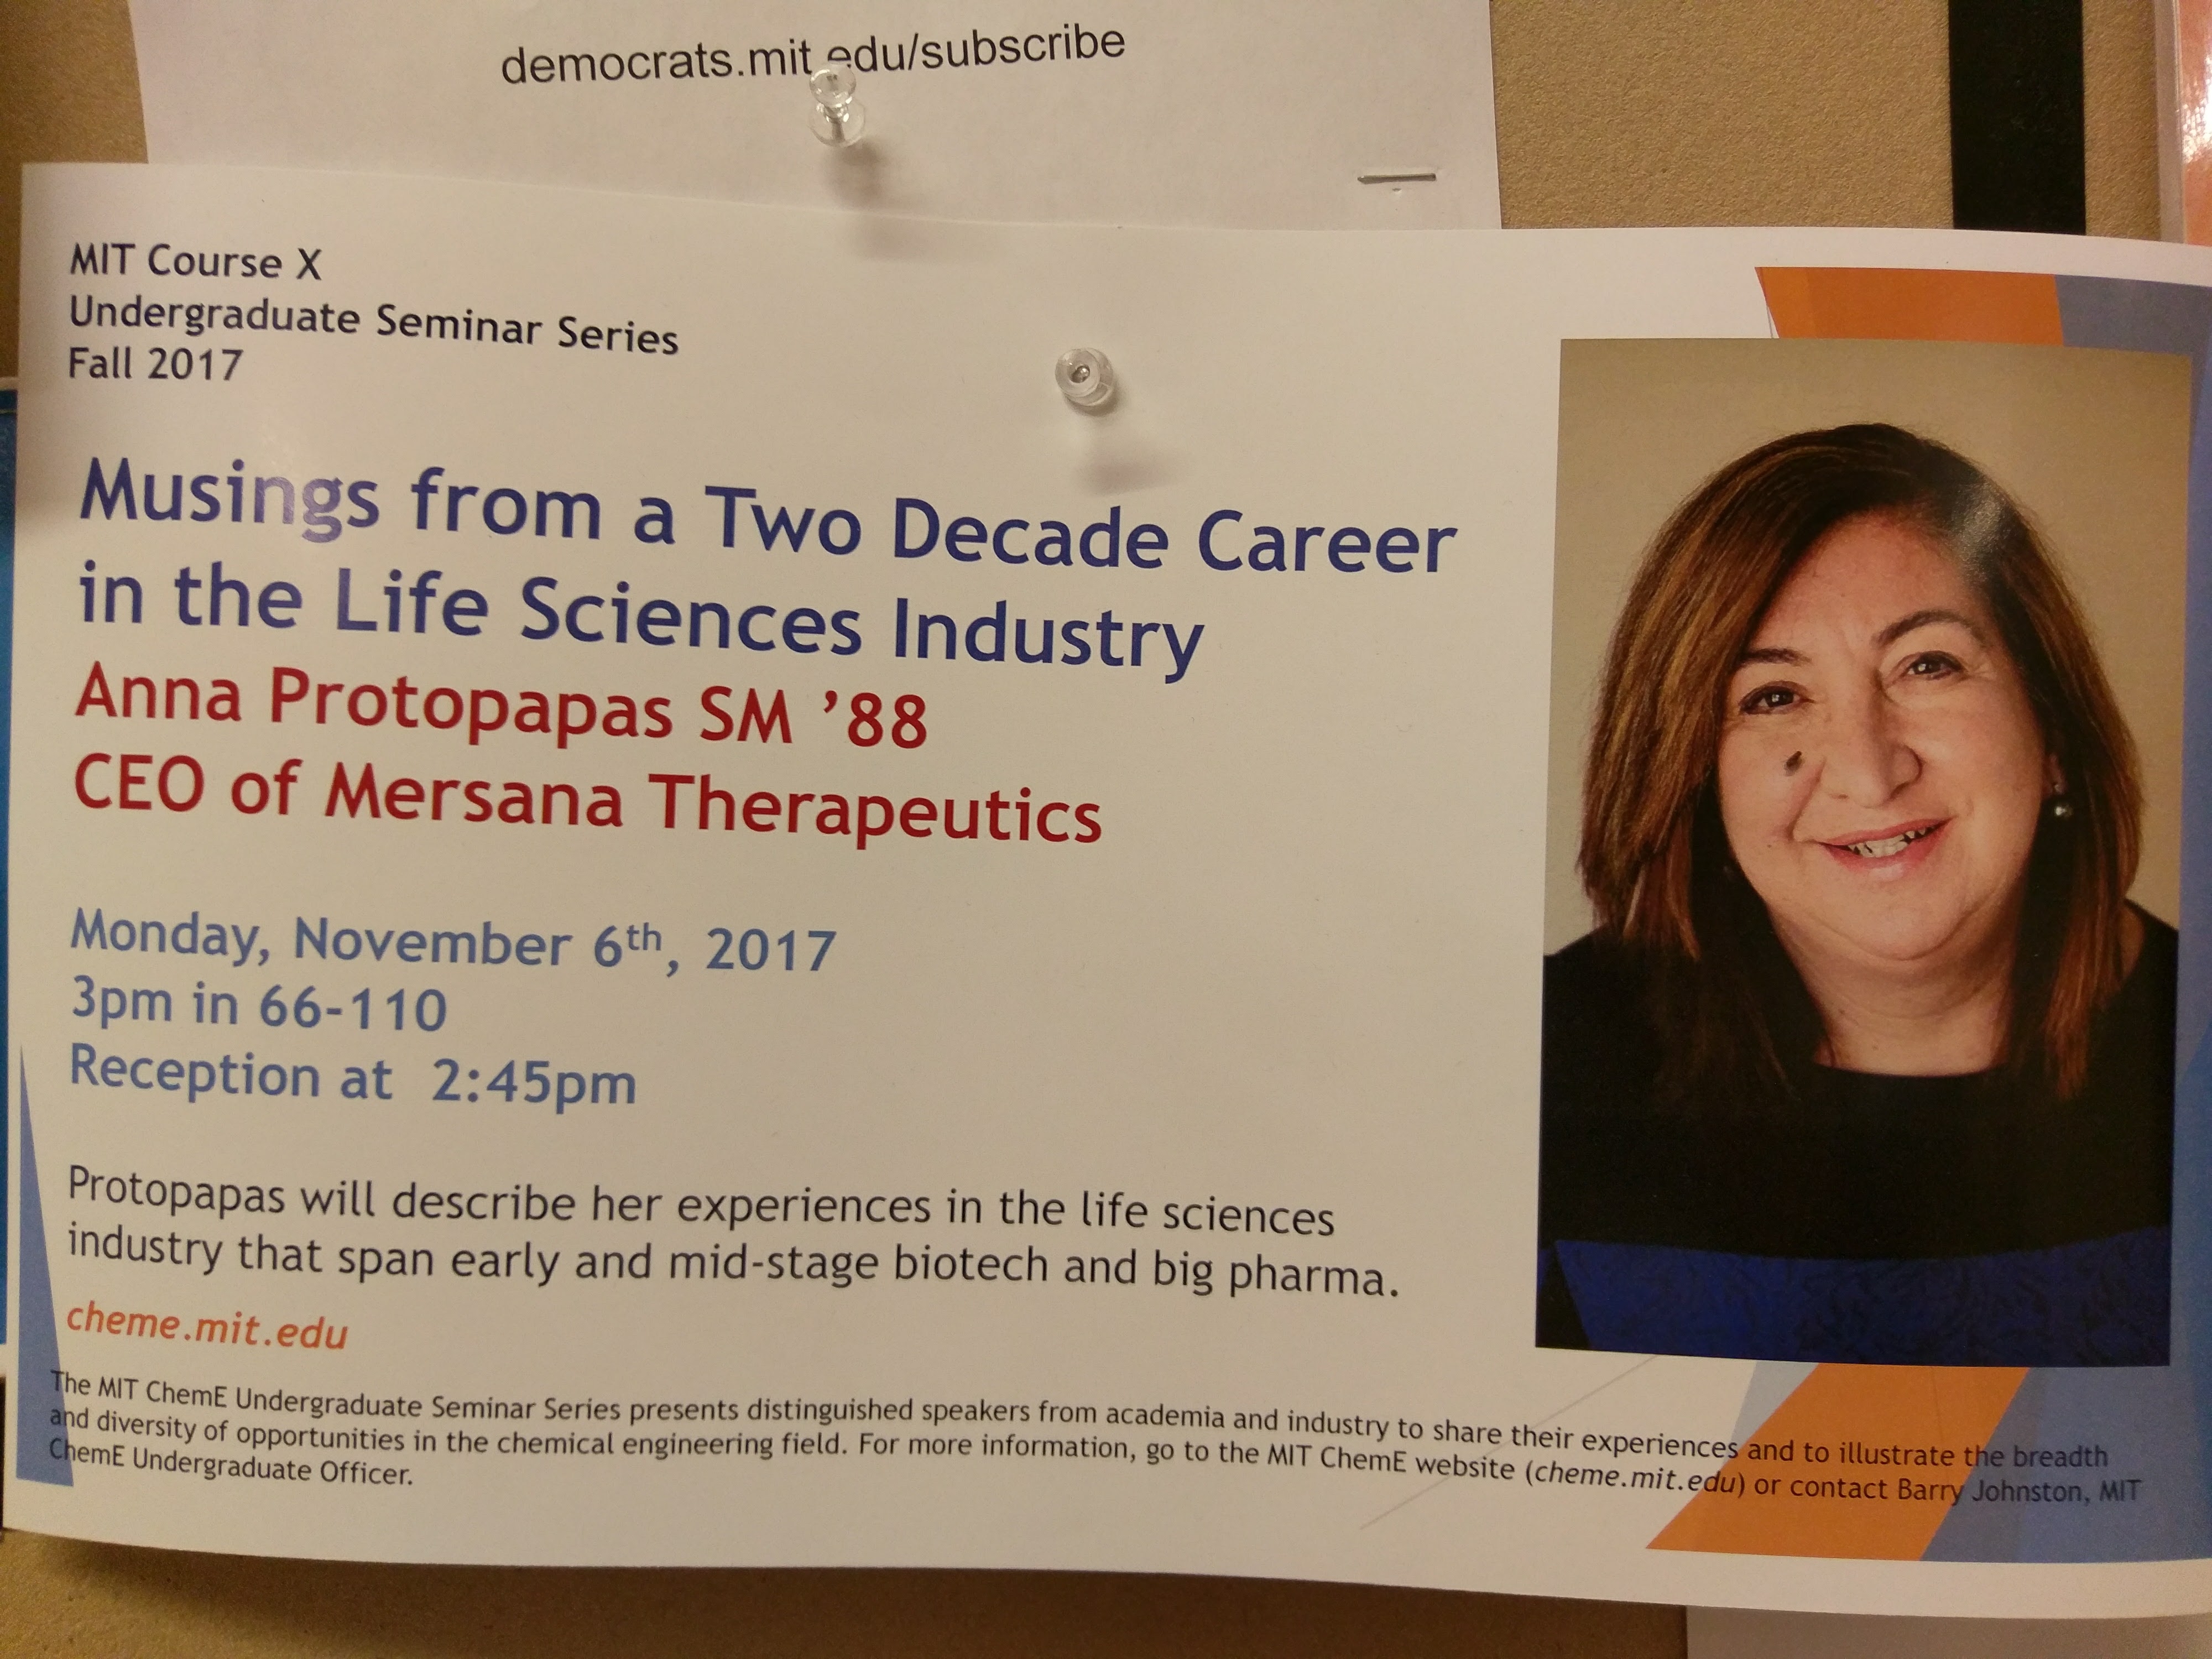 democrats.mit.edu/subscribe
MIT Course X
Undergraduate Seminar Series
Fall 2017
Musings from a Two Decade Career
in the Life Sciences Industry
Anna Protopapas SM ’88
CEO of Mersana Therapeutics
Monday, November 6th, 2017
3pm in 66-110
Reception at 2:45pm
Protopapas will describe her experiences in the life sciences
industry that span early and mid-stage biotech and big pharma.
cheme.mit.edu
The MIT ChemE Undergraduate Seminar Series presents distinguished speakers from academia and industry to share their experiences and to illustrate the breadth
and diversity of opportunities in the chemical engineering field. For more information, go to the MIT ChemE website (cheme.mit.edu) or contact Barry Johnston, MIT
ChemE Undergraduate Officer.